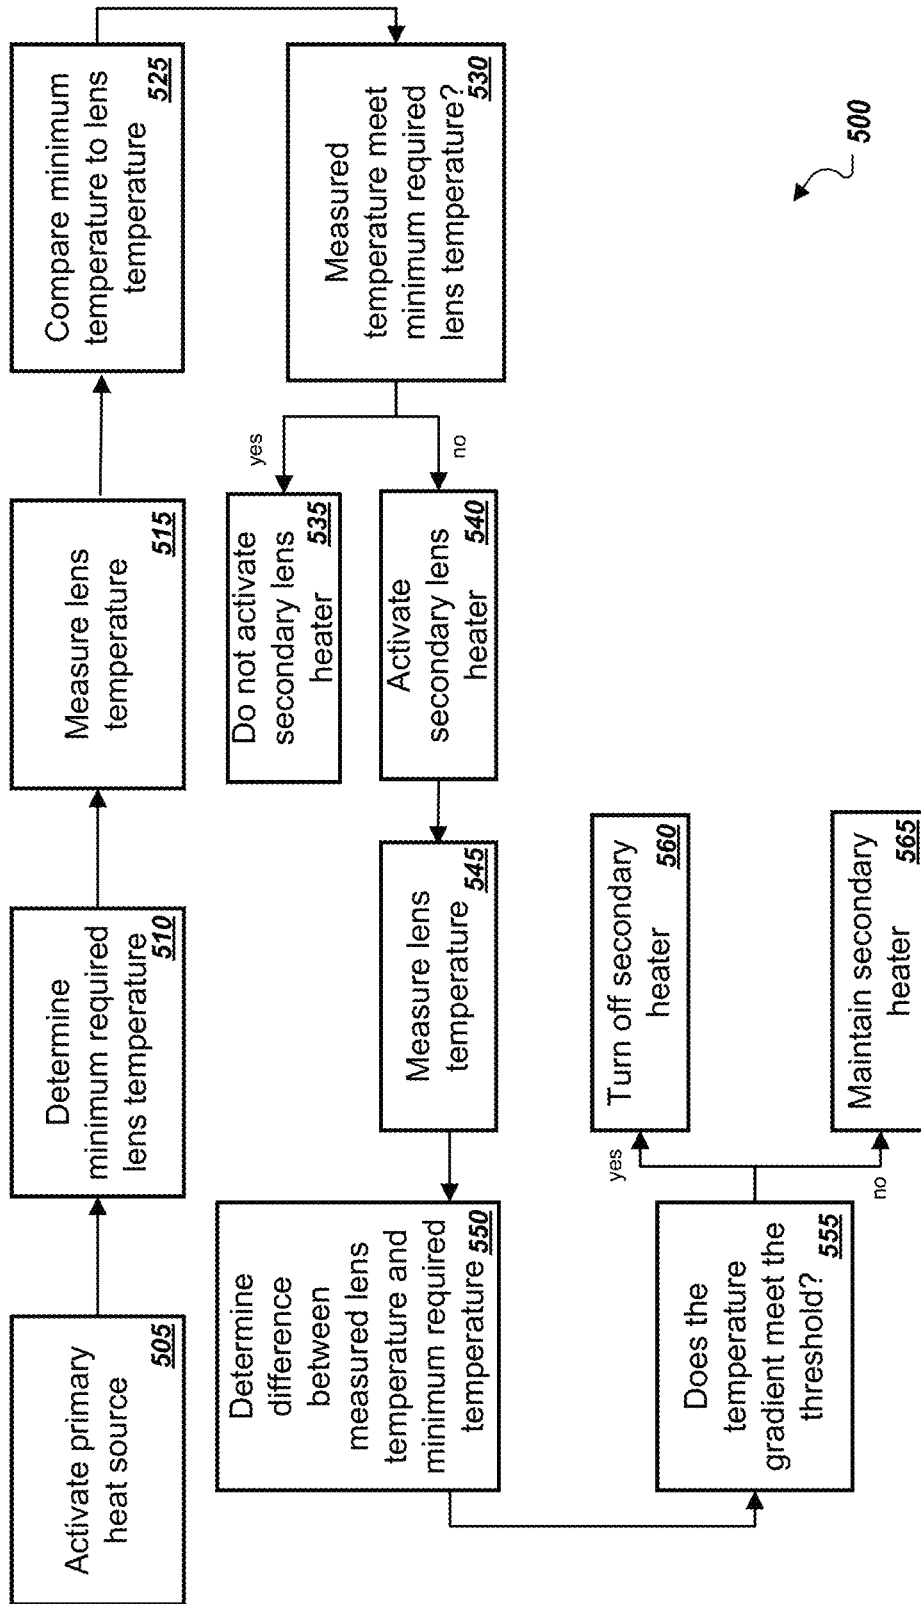 Activate primary
heat source
505
Determine
minimum required
lens temperature
510
Measure lens
temperature
515
Compare minimum
temperature to lens
temperature
525
Measured
temperature meet
minimum required
lens temperature?
530
yes
Do not activate
secondary lens
heater
535
no
Activate
secondary lens
heater
540
Measure lens
temperature
545
Determine
difference
between
measured lens
temperature and
minimum required
temperature
550
Does the
temperature
gradient meet the
threshold?
555
yes
Turn off secondary
heater
560
no
Maintain secondary
heater
565
500